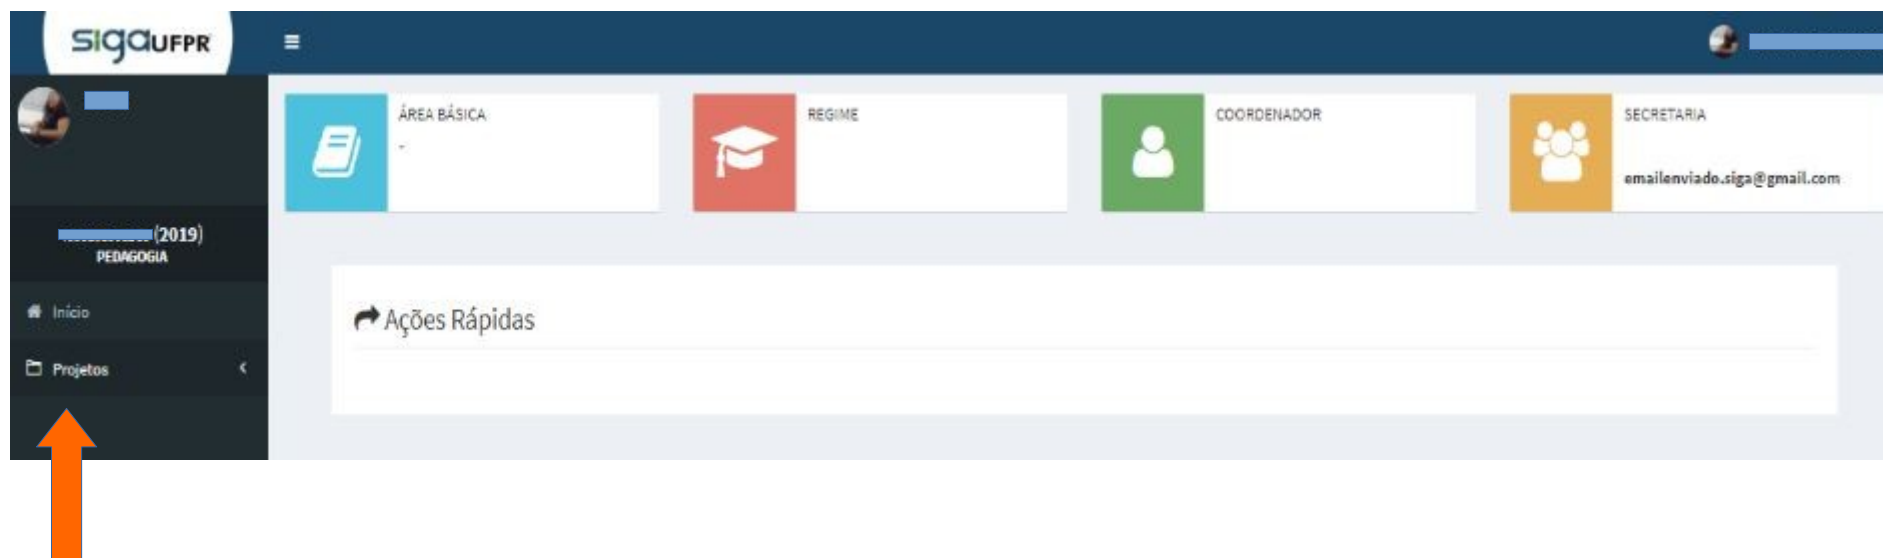 sigaUFPR
ÁREA BÁSICA
-
REGIME
COORDENADOR
SECRETARIA
emailenviado.siga@gmail.com
(2019)
PEDAGOGIA
Início
Projetos
Ações Rápidas